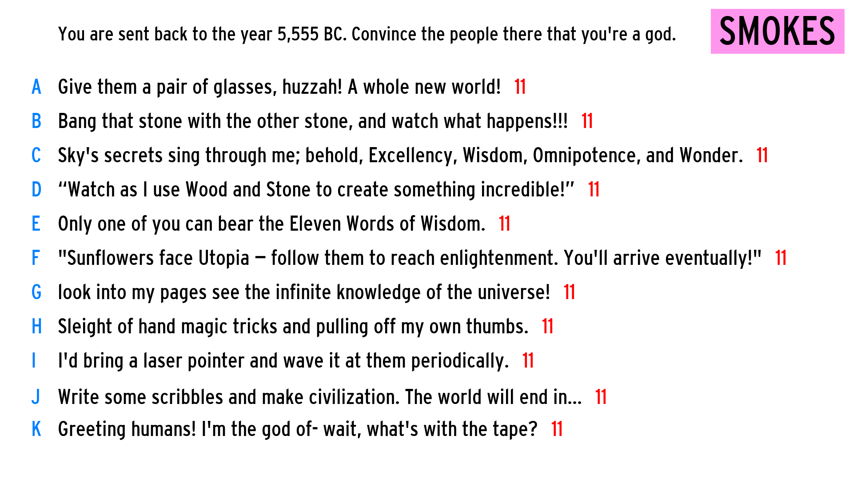 You are sent back to the year 5,555 BC. Convince the people there that you're a god.
SMOKES
A Give them a pair of glasses, huzzah! A whole new world! 11
B Bang that stone with the other stone, and watch what happens!!! 11
C Sky's secrets sing through me; behold, Excellency, Wisdom, Omnipotence, and Wonder. 11
D “Watch as I use Wood and Stone to create something incredible!” 11
E Only one of you can bear the Eleven Words of Wisdom. 11
F "Sunflowers face Utopia – follow them to reach enlightenment. You'll arrive eventually!" 11
G look into my pages see the infinite knowledge of the universe! 11
H Sleight of hand magic tricks and pulling off my own thumbs. 11
I I'd bring a laser pointer and wave it at them periodically. 11
J Write some scribbles and make civilization. The world will end in... 11
K Greeting humans! I'm the god of- wait, what's with the tape? 11